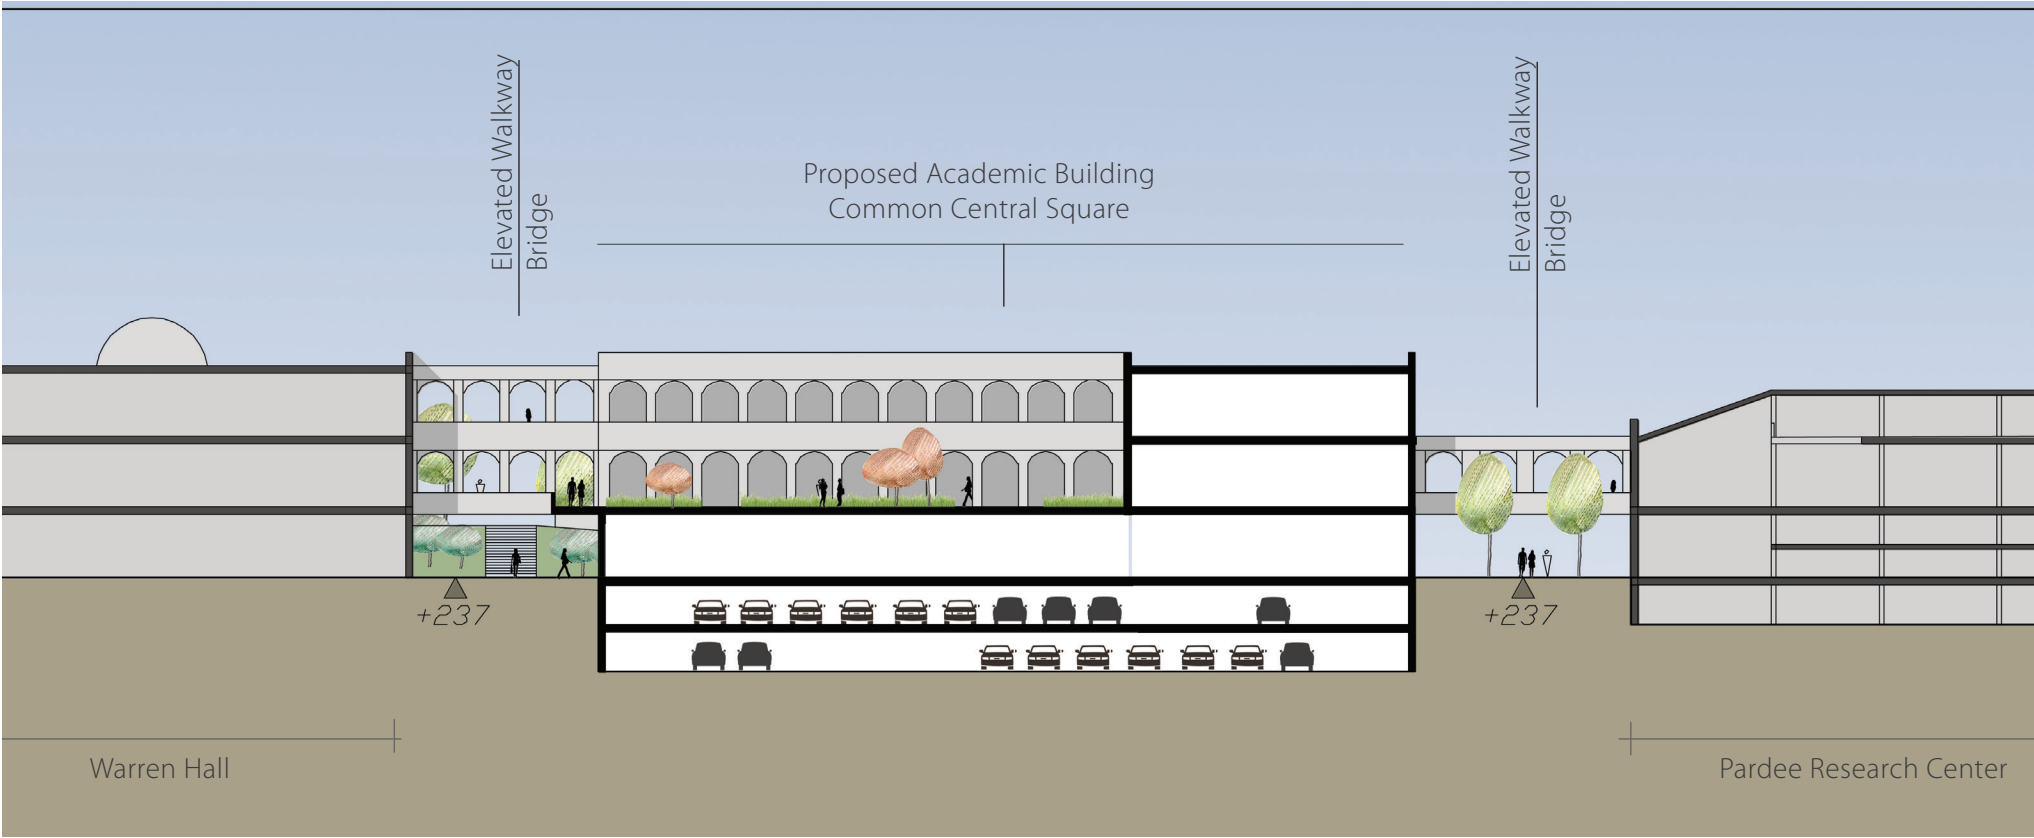 Elevated Walkway
Bridge
Proposed Academic Building
Common Central Square
Elevated Walkway
Bridge
+237
+237
Warren Hall
Pardee Research Center